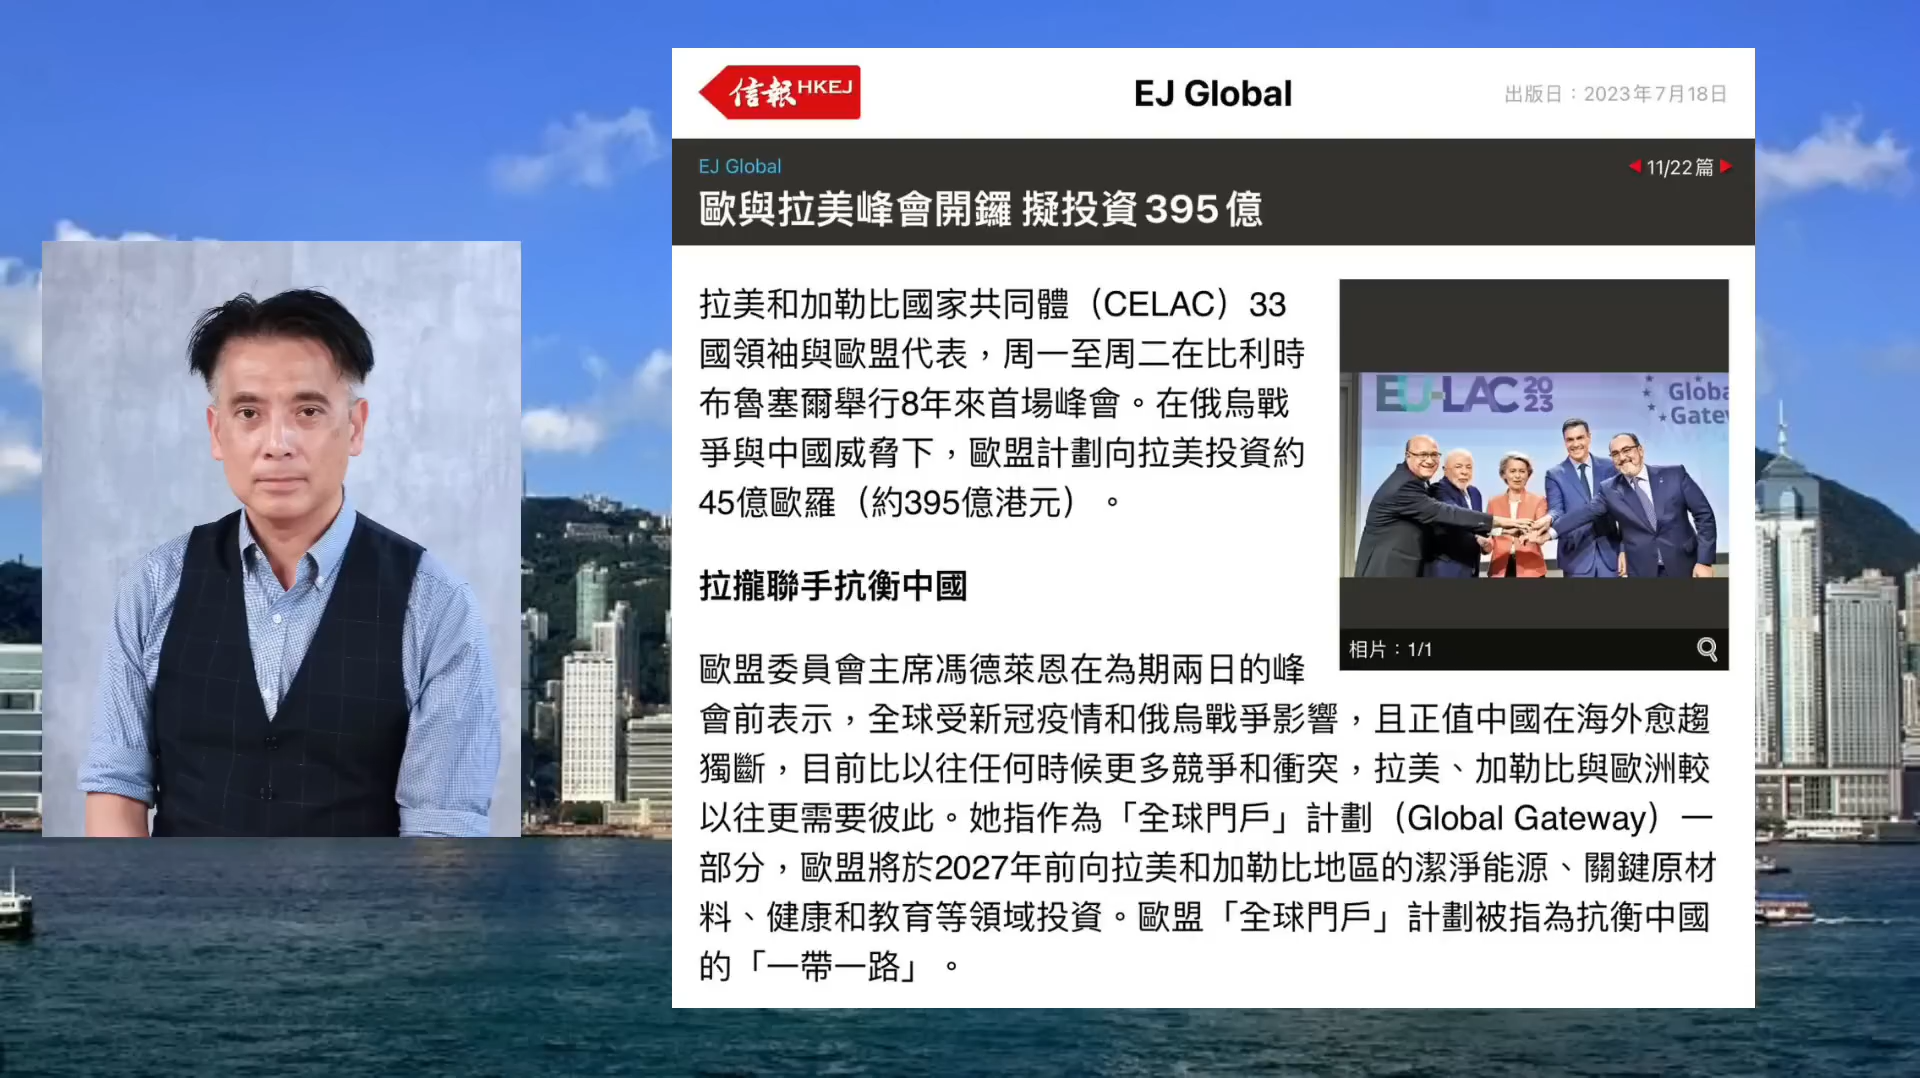 信報HKEJ
EJ Global
出版日：2023年7月18日
EJ Global
11/22篇
歐與拉美峰會開鑼 擬投資395億
拉美和加勒比國家共同體（CELAC）33
國領袖與歐盟代表，周一至周二在比利時
布魯塞爾舉行8年來首場峰會。在俄烏戰
爭與中國威脅下，歐盟計劃向拉美投資約
45億歐羅（約395億港元）。
EU-LAC 20
23
Globa
Gatew
相片：1/1
拉攏聯手抗衡中國
歐盟委員會主席馮德萊恩在為期兩日的峰
會前表示，全球受新冠疫情和俄烏戰爭影響，且正值中國在海外愈趨
獨斷，目前比以往任何時候更多競爭和衝突，拉美、加勒比與歐洲較
以往更需要彼此。她指作為「全球門戶」計劃（Global Gateway）一
部分，歐盟將於2027年前向拉美和加勒比地區的潔淨能源、關鍵原材
料、健康和教育等領域投資。歐盟「全球門戶」計劃被指為抗衡中國
的「一帶一路」。